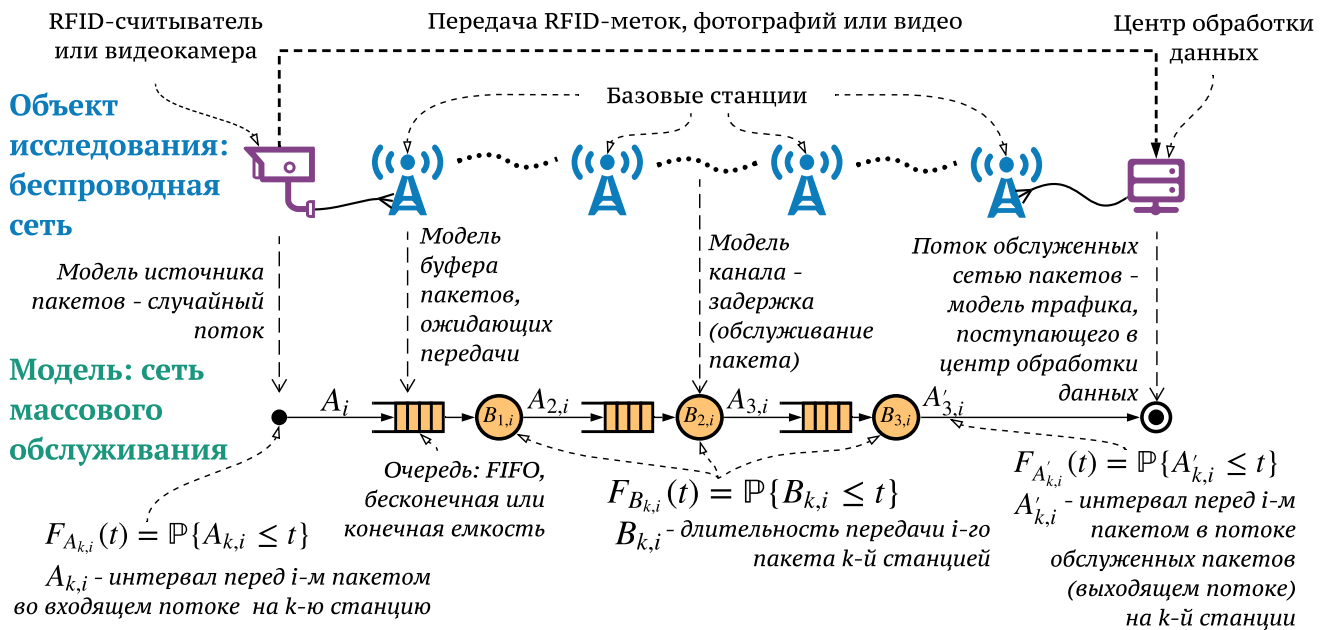 RFID-считыватель
или видеокамера
Передача RFID-меток, фотографий или видео
Центр обработки
данных
Базовые станции
Объект
исследования:
беспроводная
сеть
Модель источника
пакетов - случайный
поток
Модель
буфера
пакетов,
ожидающих
передачи
Модель
канала -
задержка
(обслуживание
пакета)
Поток обслуженных
сетью пакетов -
модель трафика,
поступающего в
центр обработки
данных
Модель: сеть
массового
обслуживания
A_i
B_{1,i}
A_{2,i}
B_{2,i}
A_{3,i}
B_{3,i}
A'_{3,i}
Очередь: FIFO,
бесконечная или
конечная емкость
F_{A_{k,i}}(t) = ℙ{A_{k,i} ≤ t}
A_{k,i} - интервал перед i-м пакетом
во входящем потоке на k-ю станцию
F_{B_{k,i}}(t) = ℙ{B_{k,i} ≤ t}
B_{k,i} - длительность передачи i-го
пакета k-й станцией
F_{A'_{k,i}}(t) = ℙ{A'_{k,i} ≤ t}
A'_{k,i} - интервал перед i-м
пакетом в потоке
обслуженных пакетов
(выходящем потоке)
на k-й станции